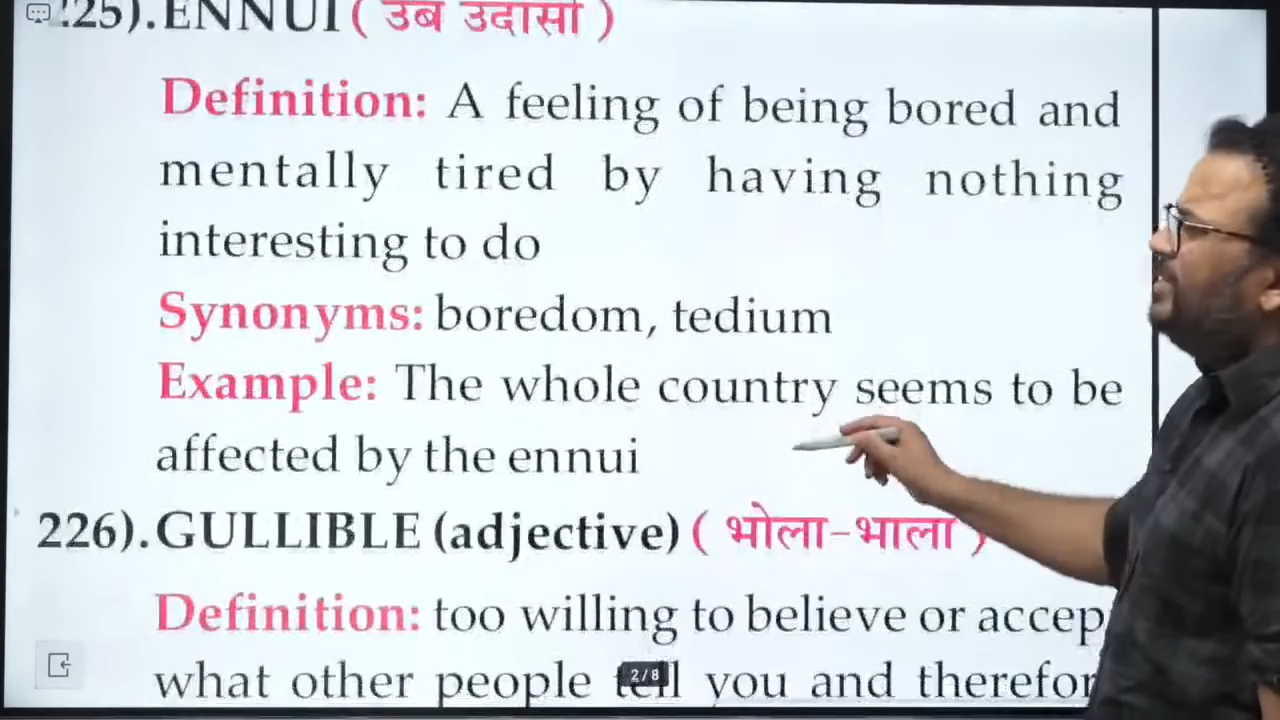 225). ENNUI ( उब उदासी )
Definition: A feeling of being bored and
mentally tired by having nothing
interesting to do
Synonyms: boredom, tedium
Example: The whole country seems to be
affected by the ennui
226). GULLIBLE (adjective) ( भोला-भाला )
Definition: too willing to believe or accep
what other people tell you and therefor
2/8